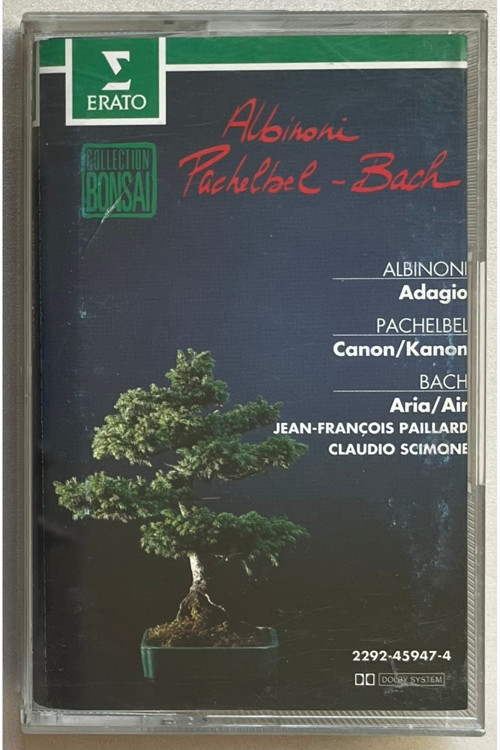 ERATO
COLLECTION
BONSAI
Albinoni
Pachelbel - Bach
ALBINONI
Adagio
PACHELBEL
Canon/Kanon
BACH
Aria/Air
JEAN-FRANÇOIS PAILLARD
CLAUDIO SCIMONE
2292-45947-4
DOLBY SYSTEM